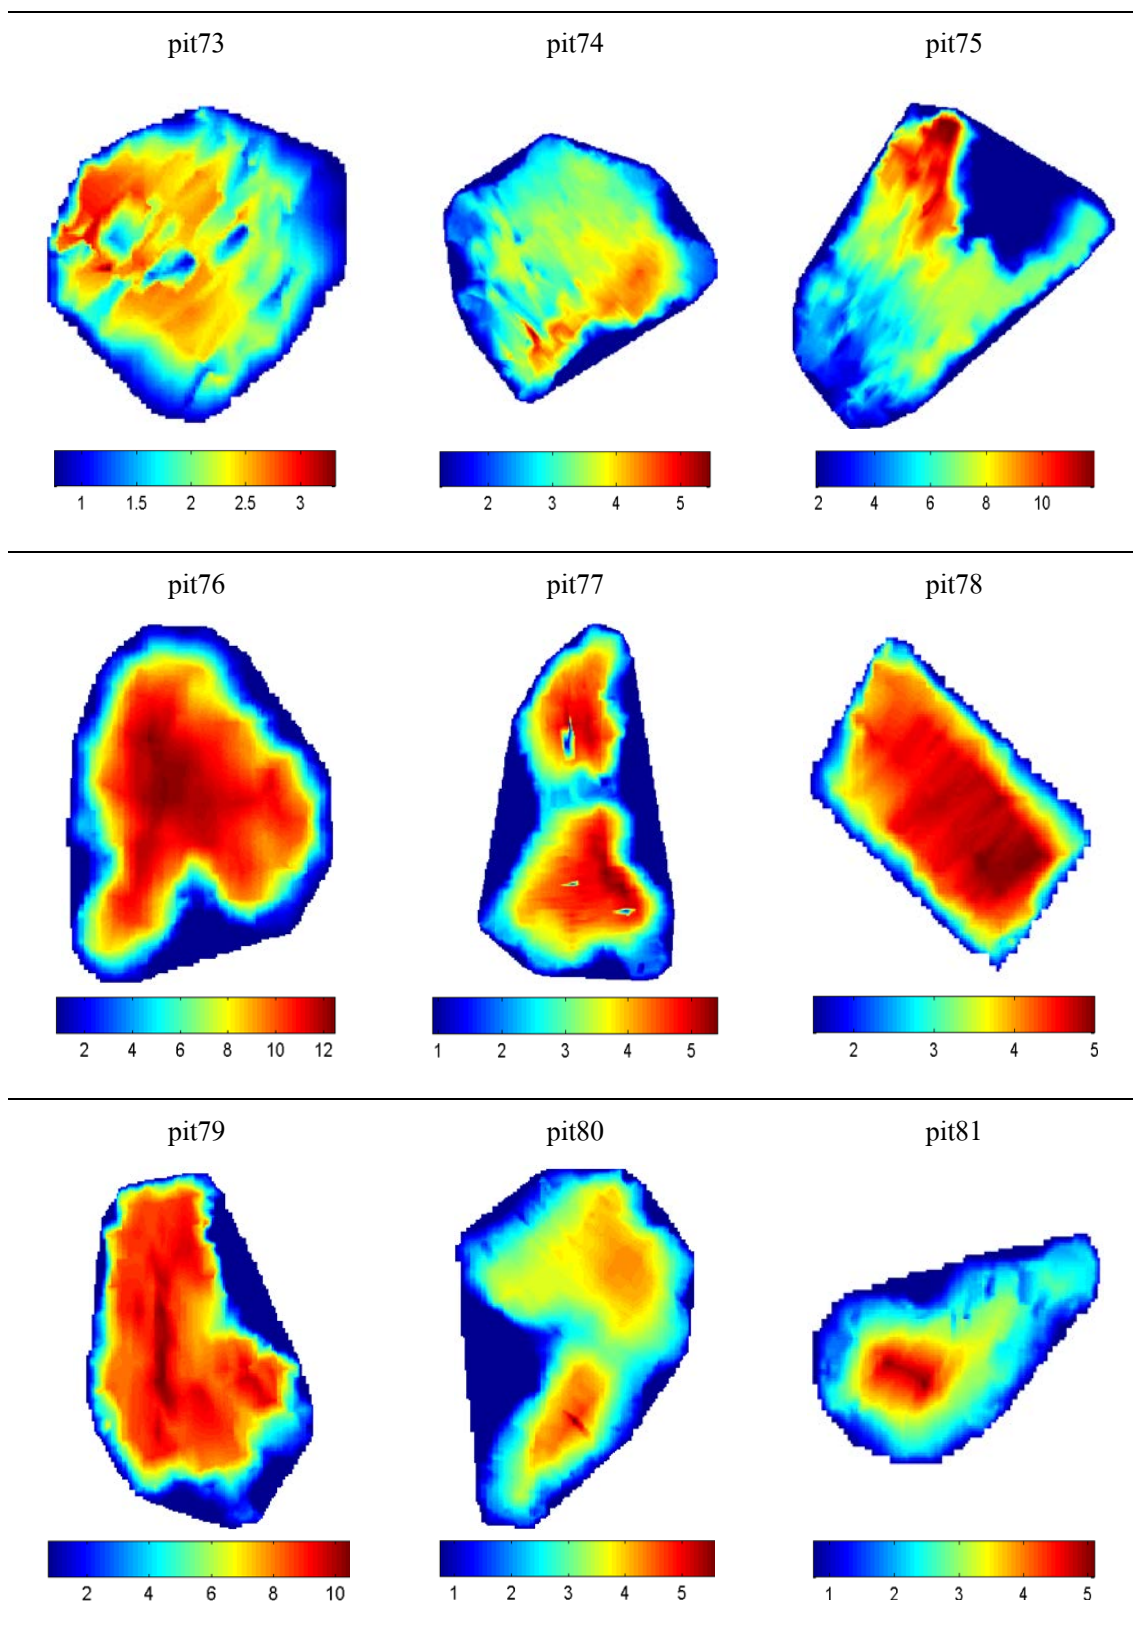 pit73 pit74 pit75
1 1.5 2 2.5 3 2 3 4 5 2 4 6 8 10
pit76 pit77 pit78
2 4 6 8 10 12 1 2 3 4 5 2 3 4 5
pit79 pit80 pit81
2 4 6 8 10 1 2 3 4 5 1 2 3 4 5